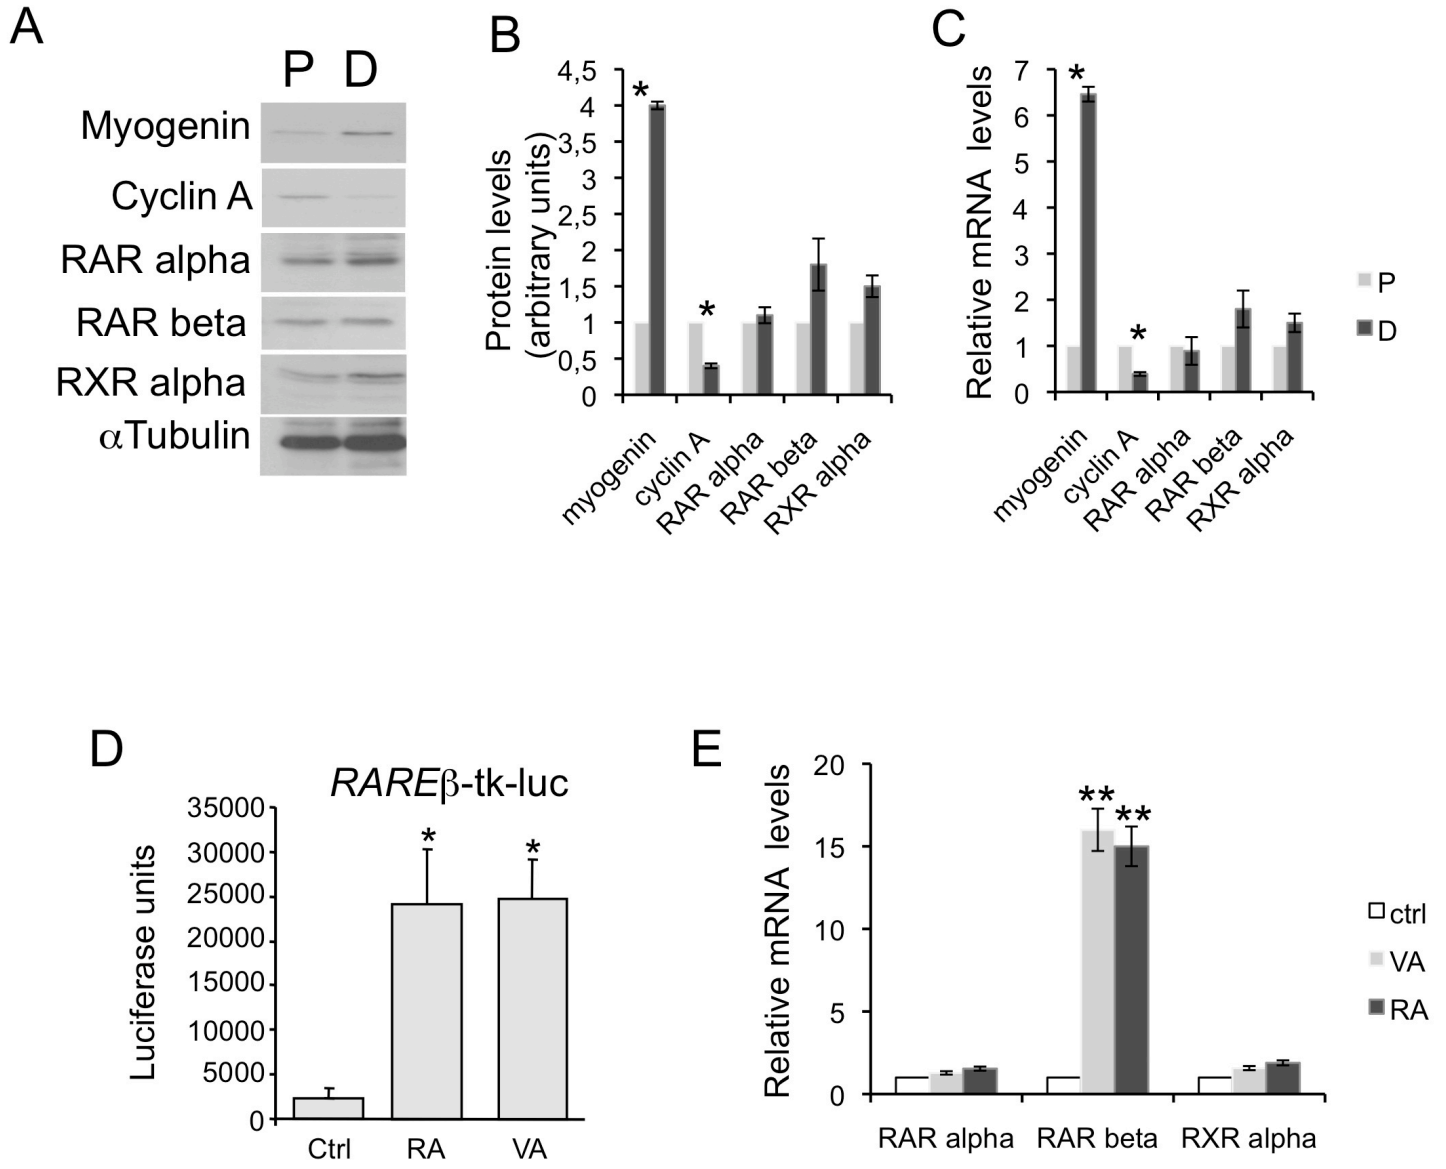 A
P D
Myogenin
Cyclin A
RAR alpha
RAR beta
RXR alpha
αTubulin
B
Protein levels
(arbitrary units)
4,5
4
3,5
3
2,5
2
1,5
1
0,5
0
*
*
myogenin
cyclin A
RAR alpha
RAR beta
RXR alpha
C
Relative mRNA levels
7
6
5
4
3
2
1
0
*
*
myogenin
cyclin A
RAR alpha
RAR beta
RXR alpha
P
D
D
RAREβ-tk-luc
Luciferase units
35000
30000
25000
20000
15000
10000
5000
0
*
*
Ctrl
RA
VA
E
Relative mRNA levels
20
15
10
5
0
**
**
RAR alpha
RAR beta
RXR alpha
ctrl
VA
RA